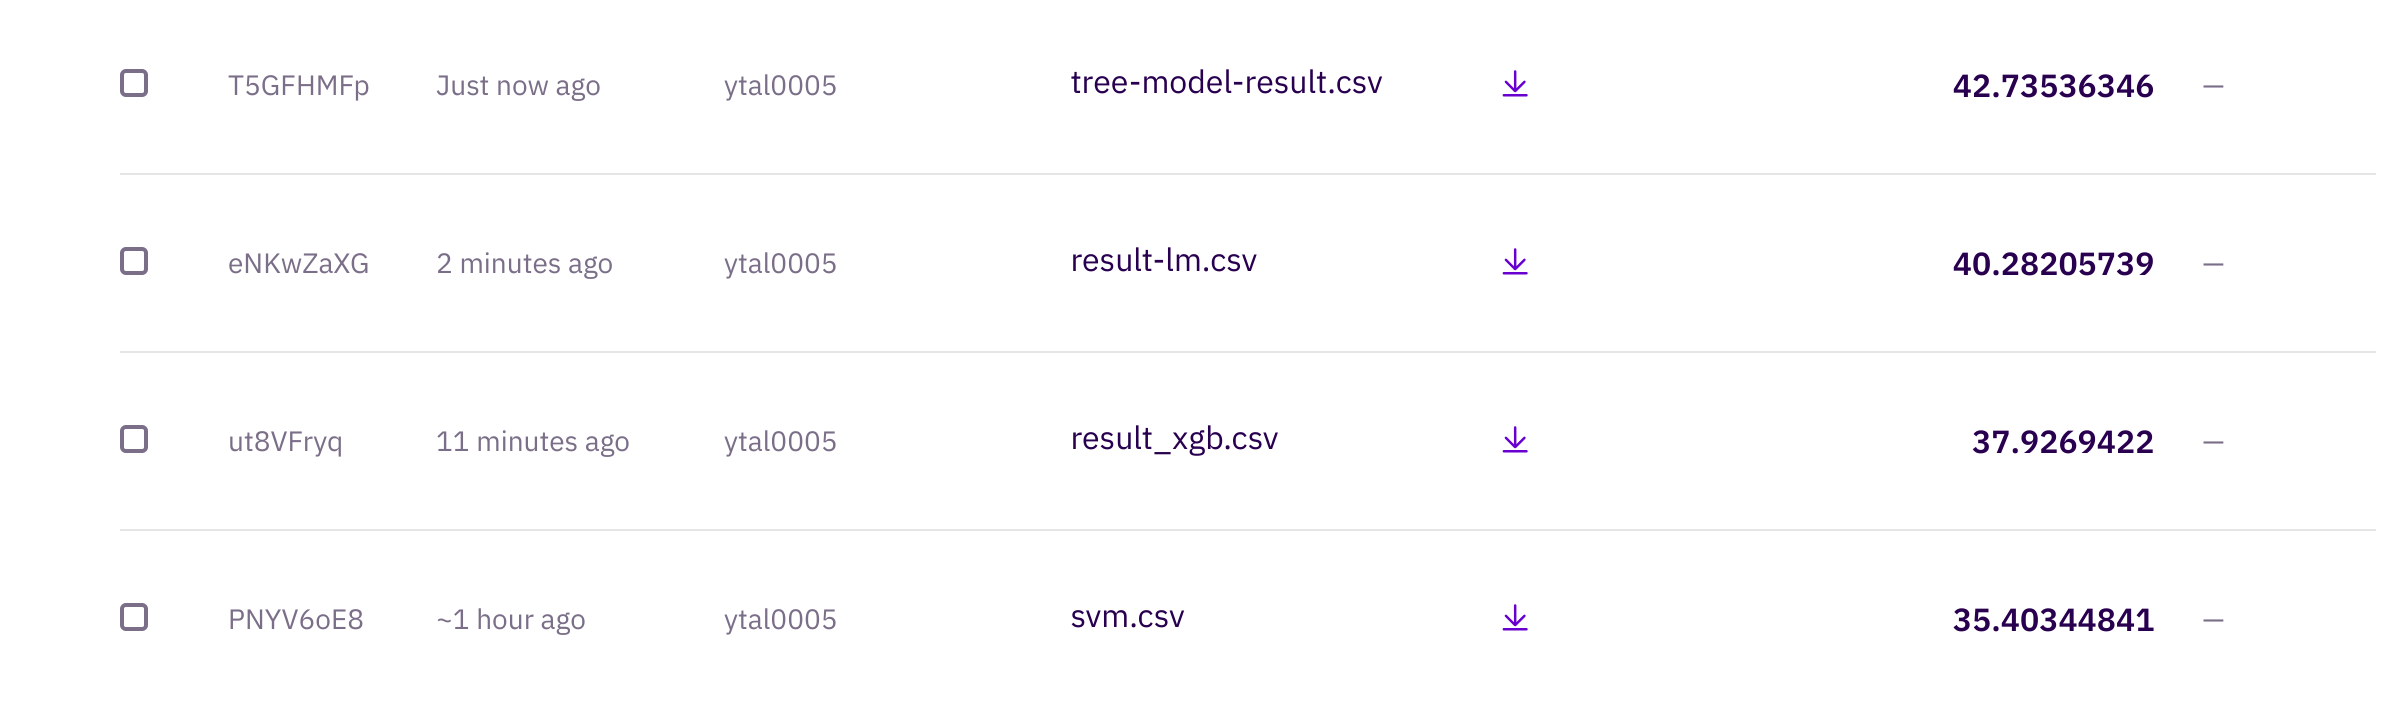 T5GFHMFp Just now ago ytal0005 tree-model-result.csv 42.73536346 —
eNKwZaXG 2 minutes ago ytal0005 result-lm.csv 40.28205739 —
ut8VFryq 11 minutes ago ytal0005 result_xgb.csv 37.9269422 —
PNYV6oE8 ~1 hour ago ytal0005 svm.csv 35.40344841 —